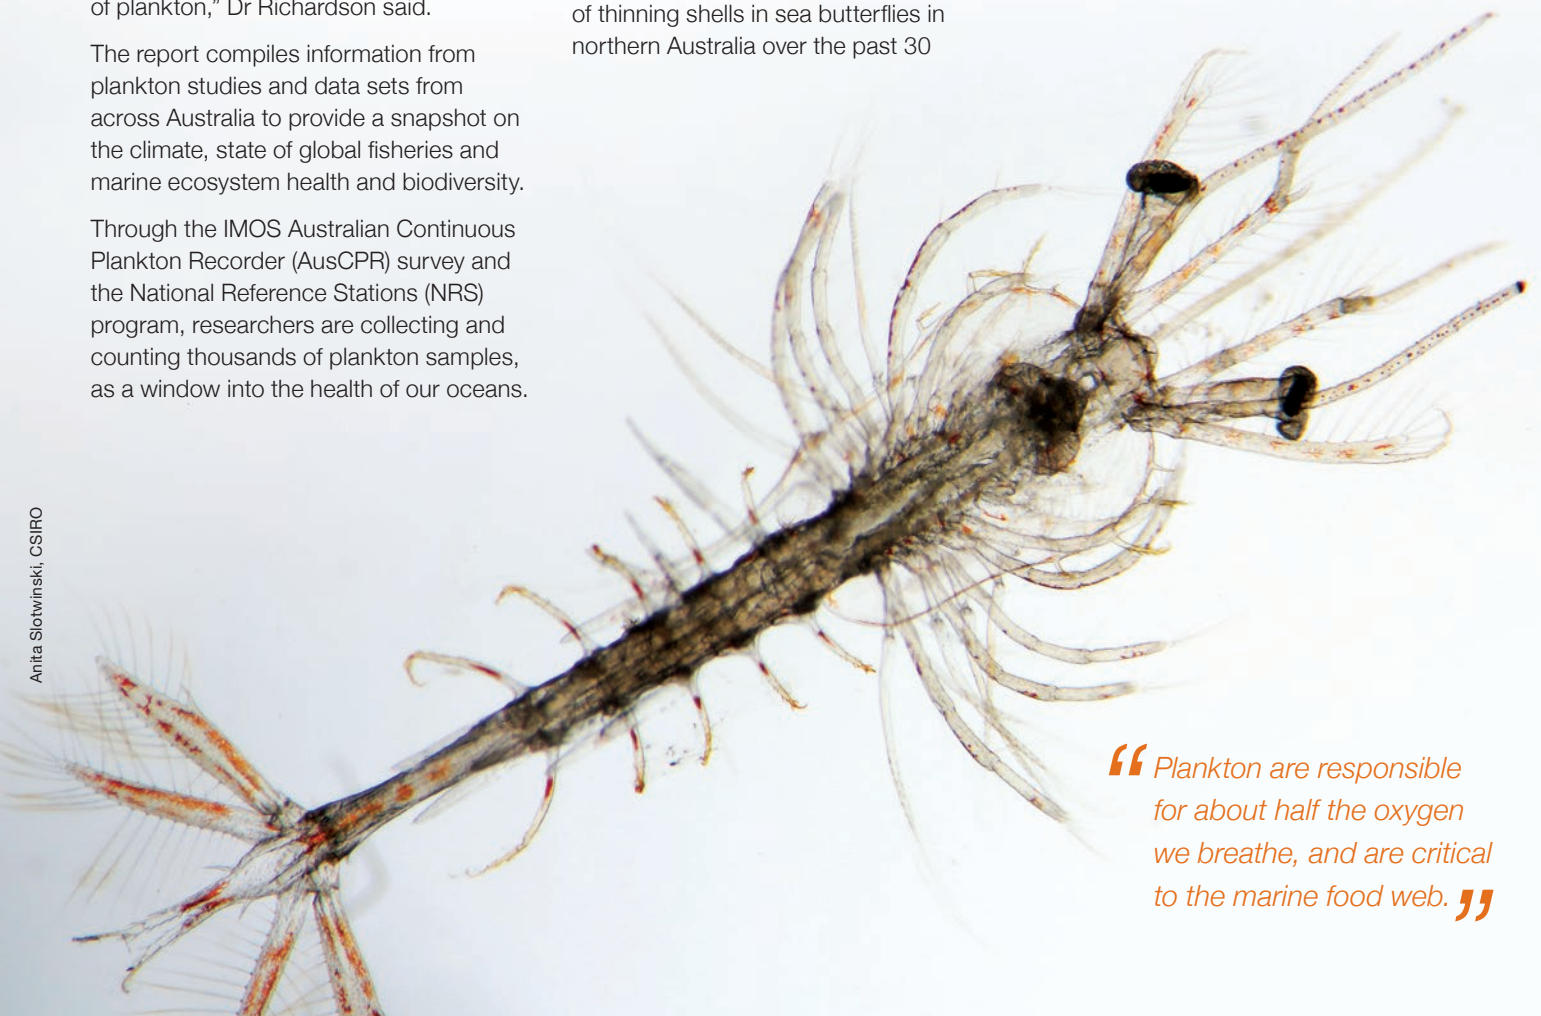 of plankton,” Dr Richardson said.
The report compiles information from
plankton studies and data sets from
across Australia to provide a snapshot on
the climate, state of global fisheries and
marine ecosystem health and biodiversity.
Through the IMOS Australian Continuous
Plankton Recorder (AusCPR) survey and
the National Reference Stations (NRS)
program, researchers are collecting and
counting thousands of plankton samples,
as a window into the health of our oceans.
of thinning shells in sea butterflies in
northern Australia over the past 30
Anita Slotwinski, CSIRO
“Plankton are responsible
for about half the oxygen
we breathe, and are critical
to the marine food web.”